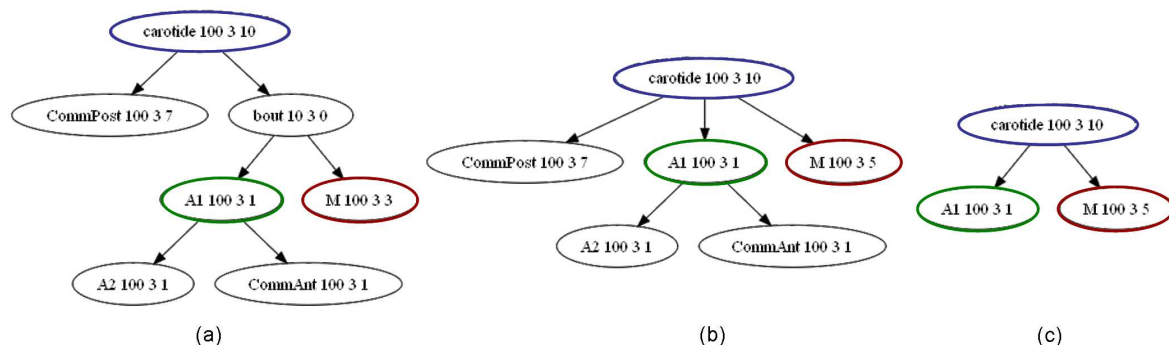 carotide 100 3 10
CommPost 100 3 7
bout 10 3 0
A1 100 3 1
M 100 3 3
A2 100 3 1
CommAnt 100 3 1
(a)
carotide 100 3 10
CommPost 100 3 7
A1 100 3 1
M 100 3 5
A2 100 3 1
CommAnt 100 3 1
(b)
carotide 100 3 10
A1 100 3 1
M 100 3 5
(c)